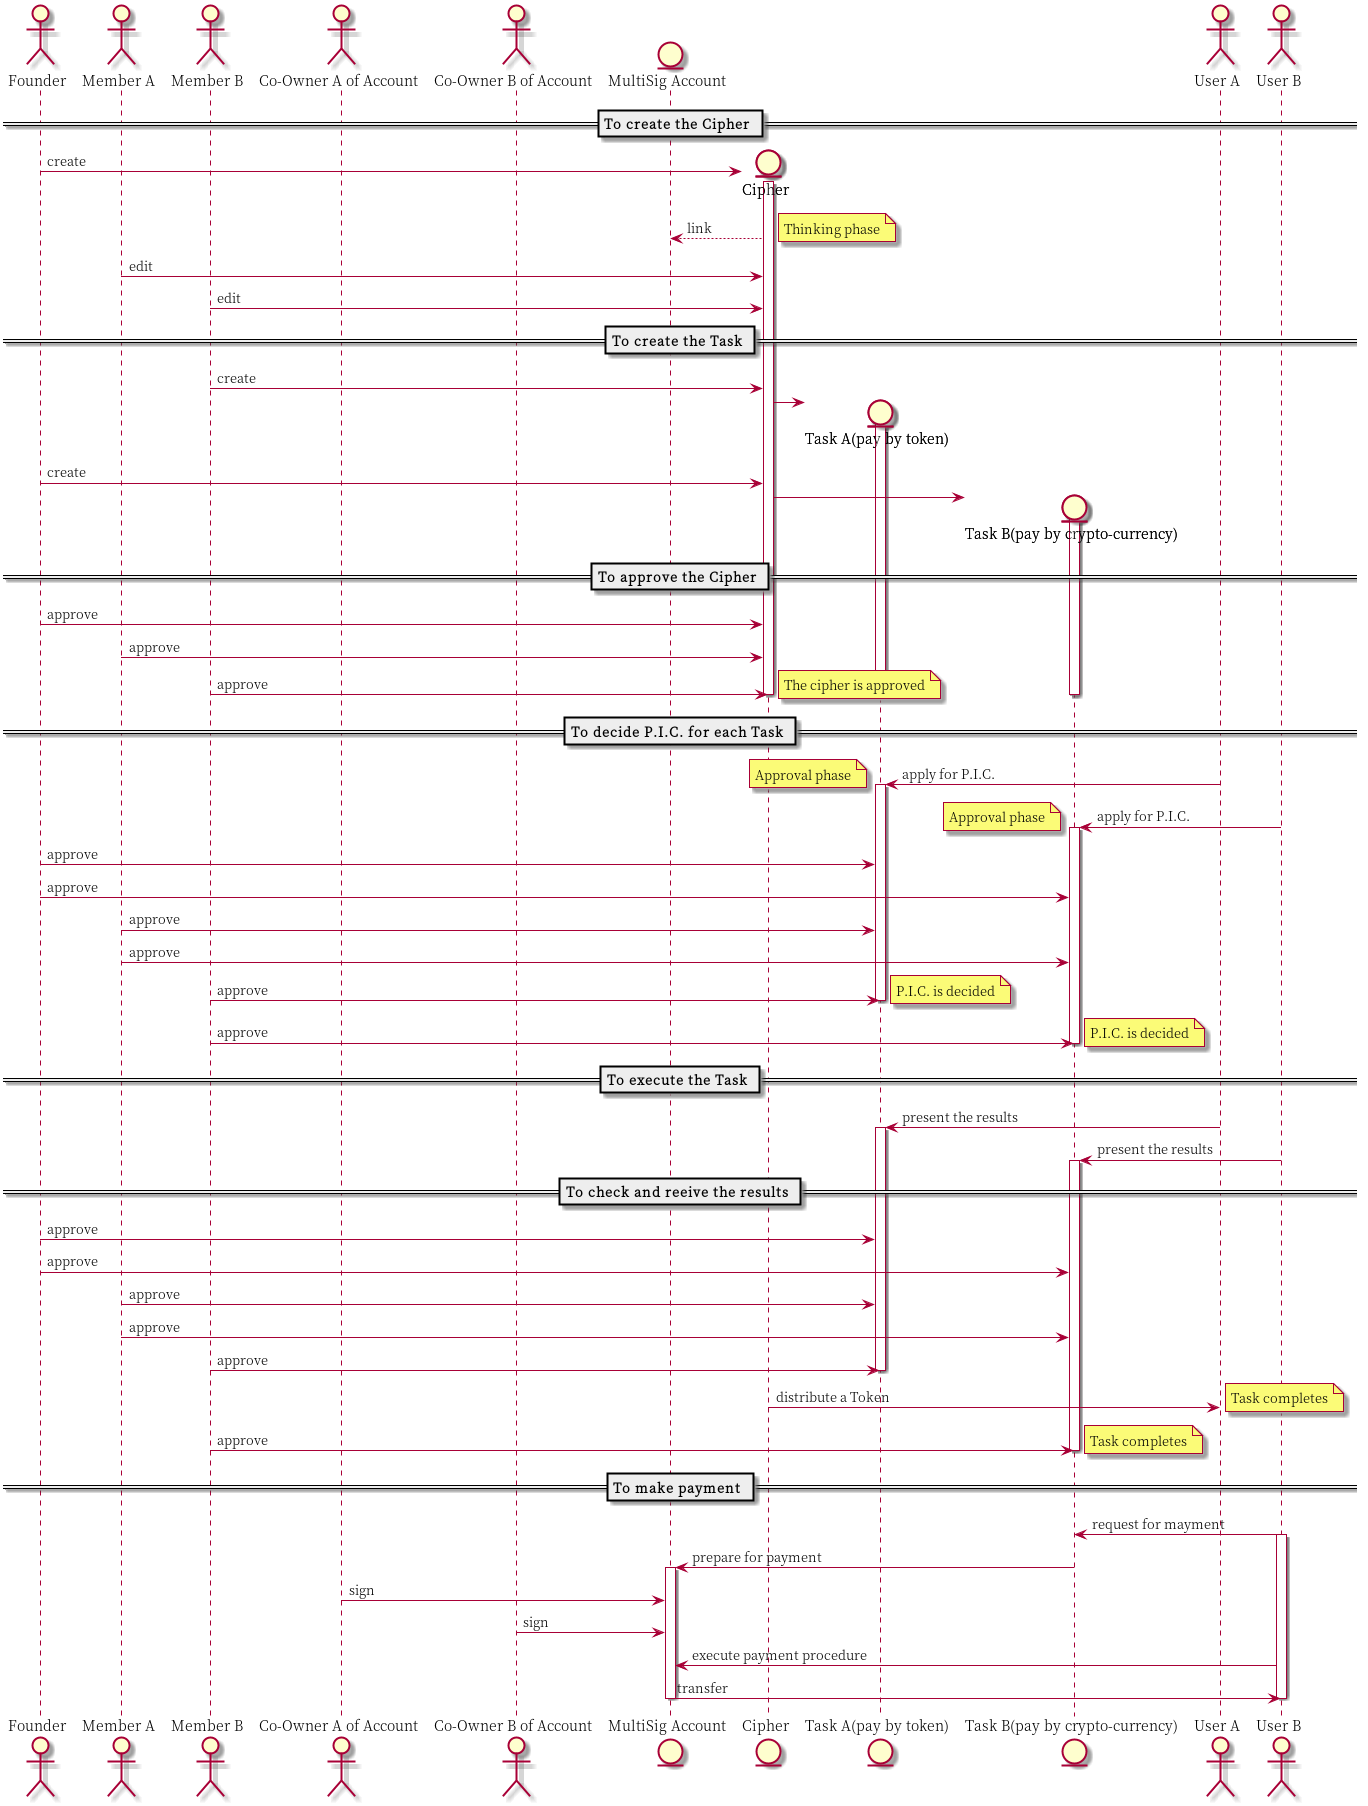 Founder Member A Member B Co-Owner A of Account Co-Owner B of Account MultiSig Account User A User B
To create the Cipher
create
Cipher
link
Thinking phase
edit
edit
To create the Task
create
Task A(pay by token)
create
Task B(pay by crypto-currency)
To approve the Cipher
approve
approve
approve
The cipher is approved
To decide P.I.C. for each Task
Approval phase
apply for P.I.C.
Approval phase
apply for P.I.C.
approve
approve
approve
approve
approve
P.I.C. is decided
approve
P.I.C. is decided
To execute the Task
present the results
present the results
To check and reeive the results
approve
approve
approve
approve
approve
distribute a Token
Task completes
approve
Task completes
To make payment
request for mayment
prepare for payment
sign
sign
execute payment procedure
transfer
Founder Member A Member B Co-Owner A of Account Co-Owner B of Account MultiSig Account Cipher Task A(pay by token) Task B(pay by crypto-currency) User A User B